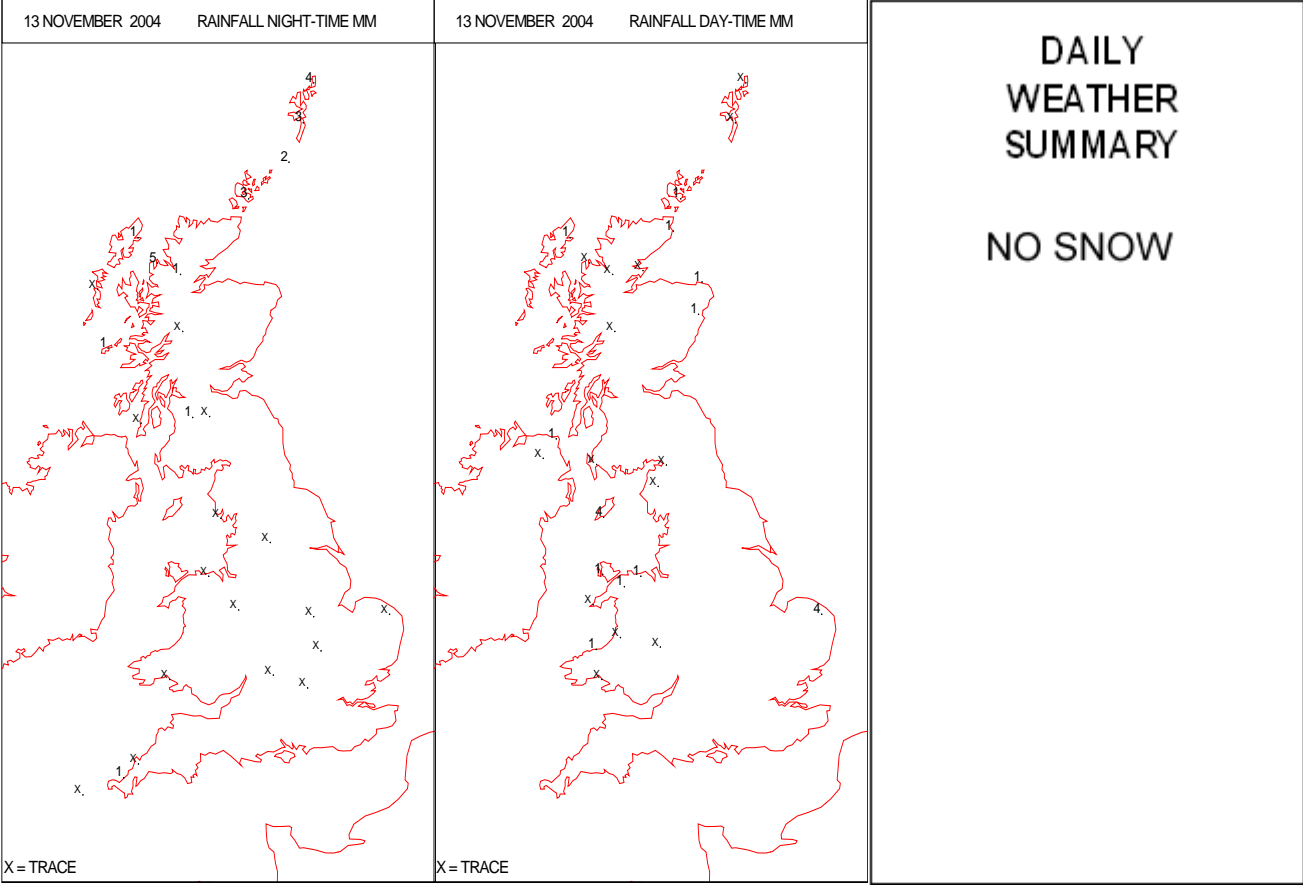 13 NOVEMBER 2004 RAINFALL NIGHT-TIME MM
4
3
2
3
1
5
1
X
X
1
1 X
X
X
X
X
X
X
X
X
X
X
X
X
1
X
X = TRACE
13 NOVEMBER 2004 RAINFALL DAY-TIME MM
X
X
1
1
1
X
X
X
1
1
X
1
X
X
X
X
4
1
1
1
X
4
X
1
X
X
X = TRACE
DAILY
WEATHER
SUMMARY
NO SNOW